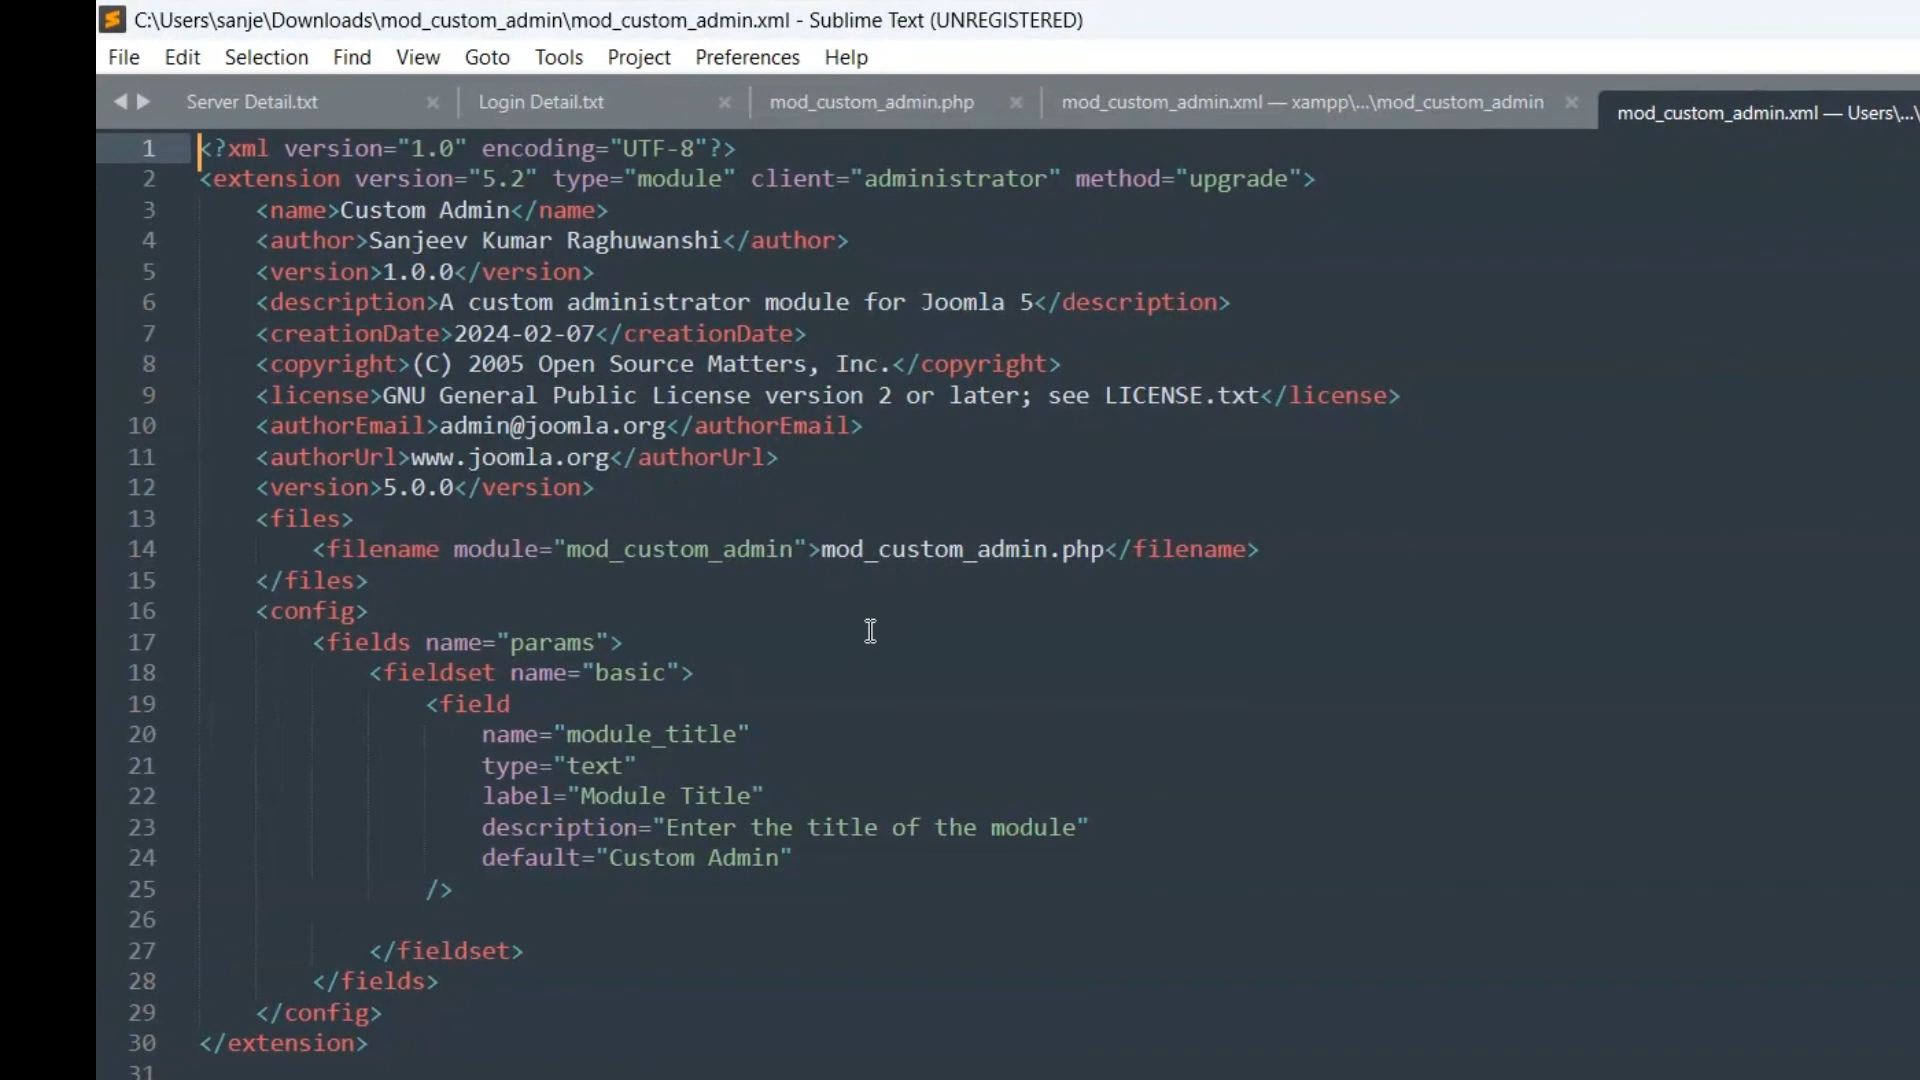 C:\Users\sanje\Downloads\mod_custom_admin\mod_custom_admin.xml - Sublime Text (UNREGISTERED)
File Edit Selection Find View Goto Tools Project Preferences Help
Server Detail.txt Login Detail.txt mod_custom_admin.php mod_custom_admin.xml — xampp\...\mod_custom_admin mod_custom_admin.xml — Users\...\
1 <?xml version="1.0" encoding="UTF-8"?>
2 <extension version="5.2" type="module" client="administrator" method="upgrade">
3 <name>Custom Admin</name>
4 <author>Sanjeev Kumar Raghuwanshi</author>
5 <version>1.0.0</version>
6 <description>A custom administrator module for Joomla 5</description>
7 <creationDate>2024-02-07</creationDate>
8 <copyright>(C) 2005 Open Source Matters, Inc.</copyright>
9 <license>GNU General Public License version 2 or later; see LICENSE.txt</license>
10 <authorEmail>admin@joomla.org</authorEmail>
11 <authorUrl>www.joomla.org</authorUrl>
12 <version>5.0.0</version>
13 <files>
14 <filename module="mod_custom_admin">mod_custom_admin.php</filename>
15 </files>
16 <config>
17 <fields name="params">
18 <fieldset name="basic">
19 <field
20 name="module_title"
21 type="text"
22 label="Module Title"
23 description="Enter the title of the module"
24 default="Custom Admin"
25 />
26
27 </fieldset>
28 </fields>
29 </config>
30 </extension>
31